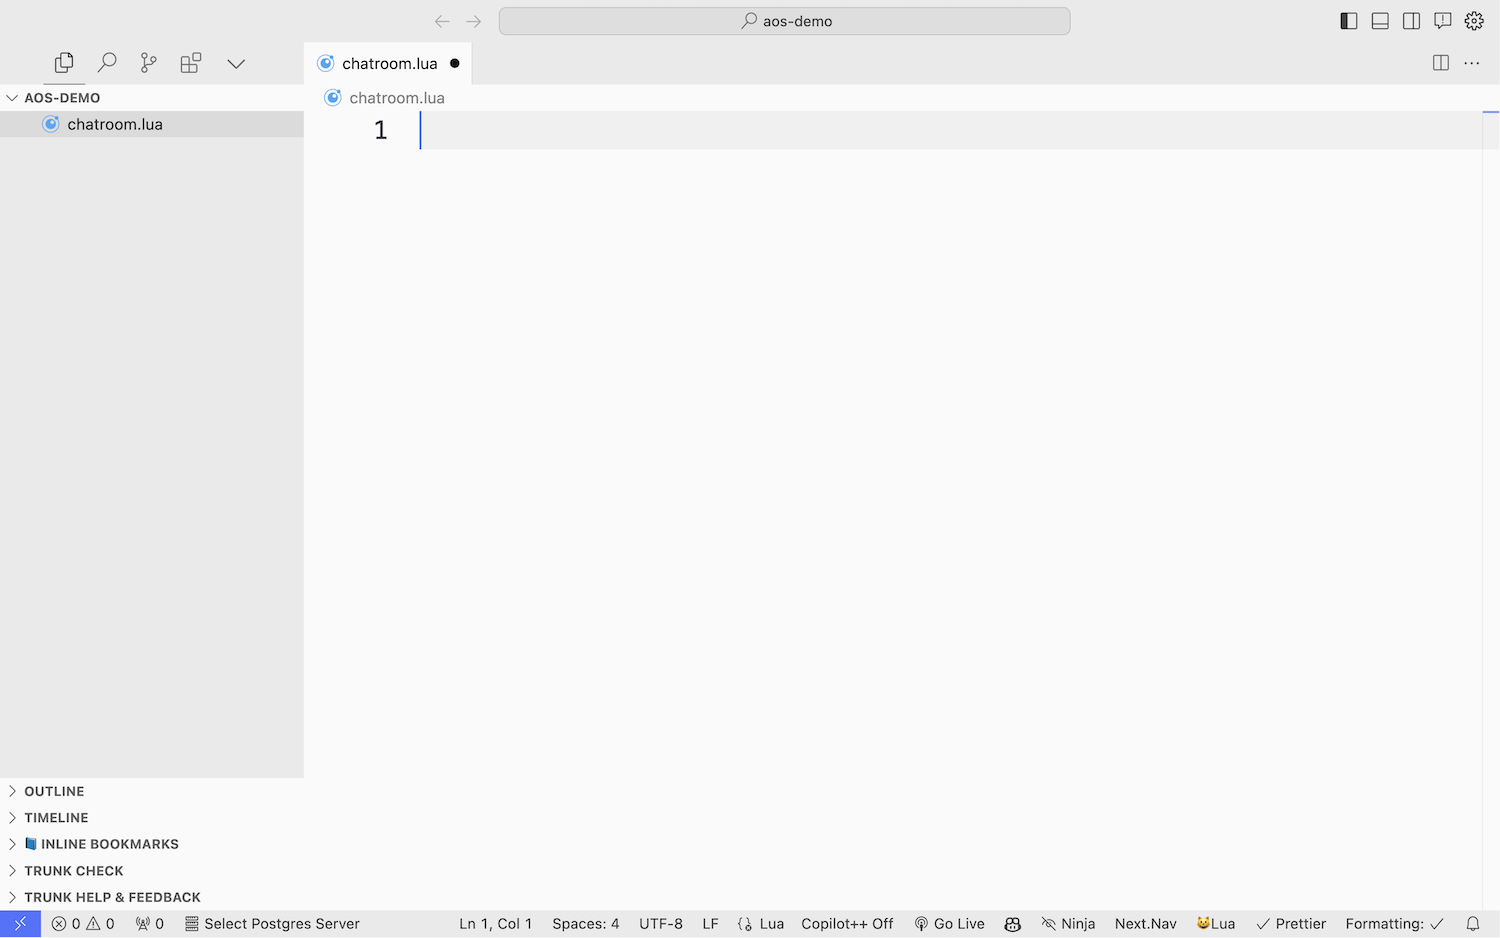 aos-demo
chatroom.lua
AOS-DEMO
chatroom.lua
chatroom.lua
1
OUTLINE
TIMELINE
INLINE BOOKMARKS
TRUNK CHECK
TRUNK HELP & FEEDBACK
0 0 0 Select Postgres Server Ln 1, Col 1 Spaces: 4 UTF-8 LF Lua Copilot++ Off Go Live Ninja Next.Nav Lua Prettier Formatting: